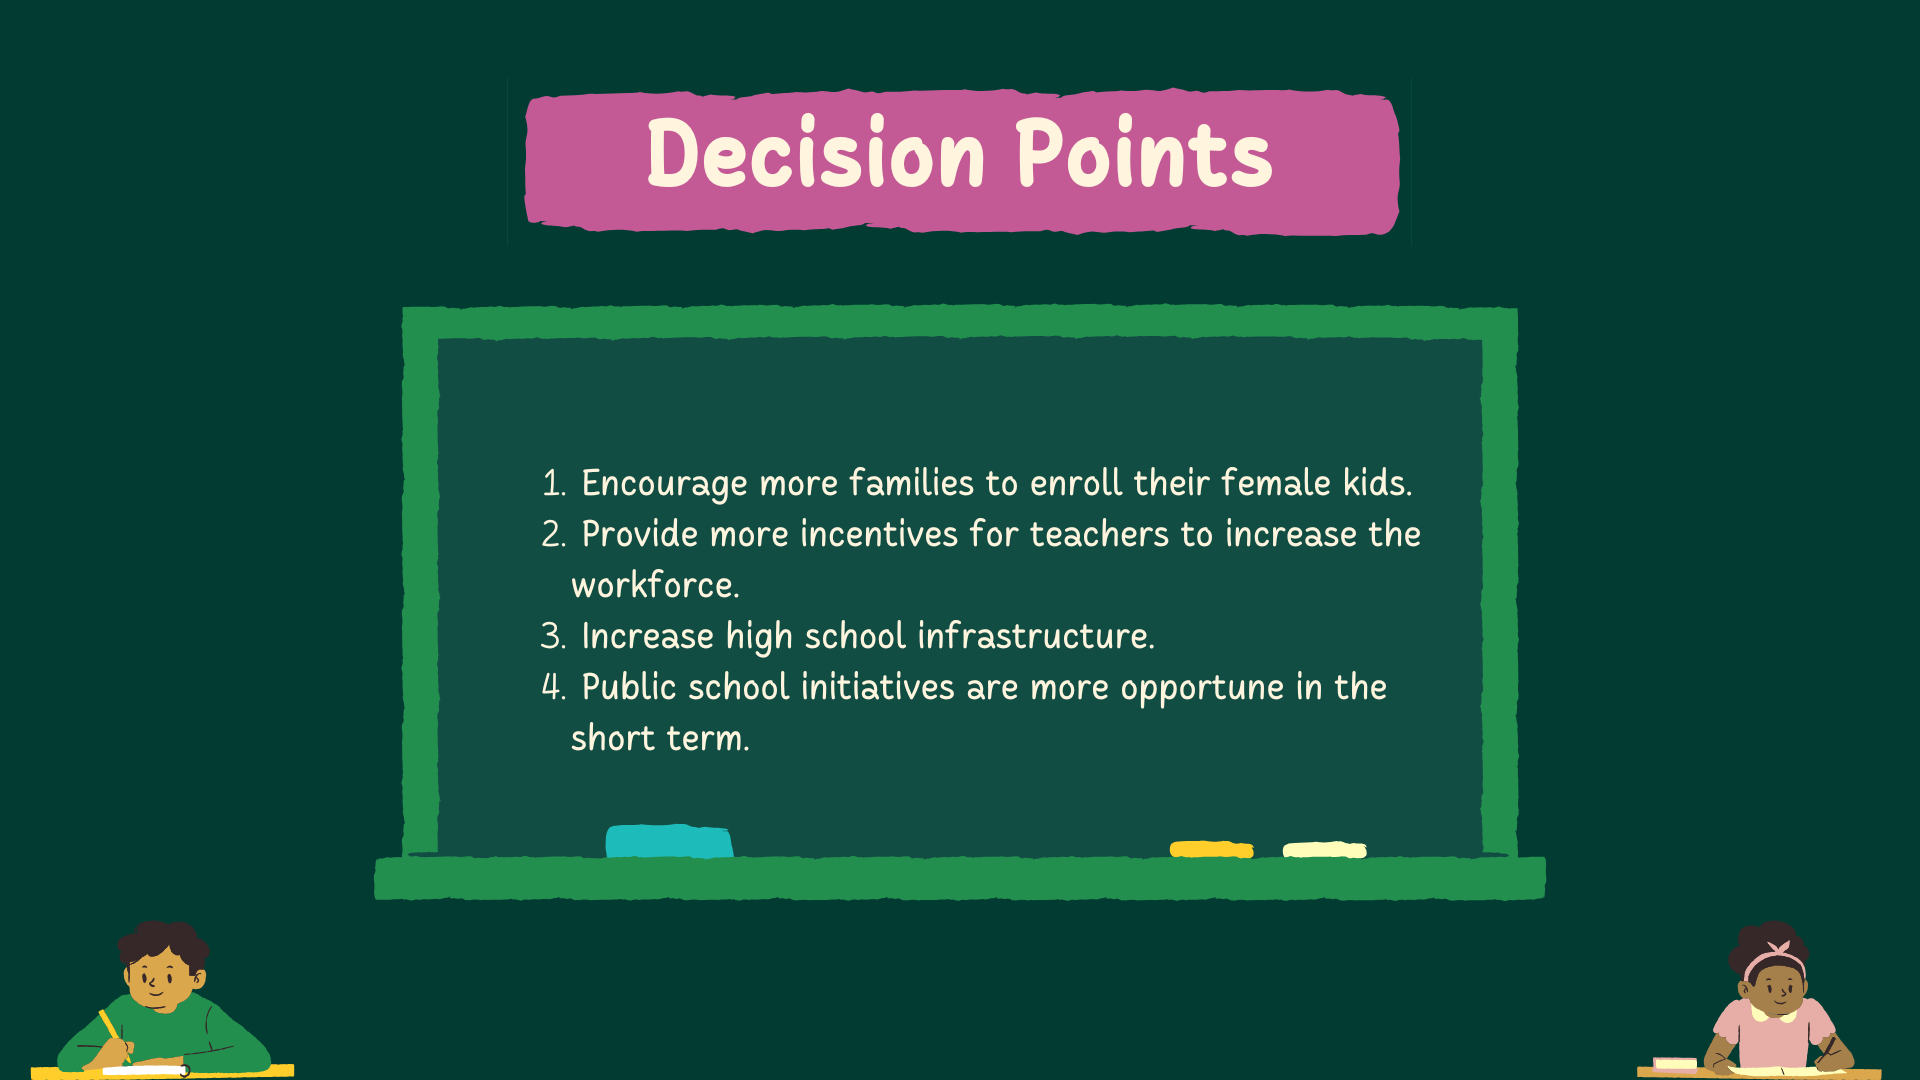 Decision Points
1. Encourage more families to enroll their female kids.
2. Provide more incentives for teachers to increase the
workforce.
3. Increase high school infrastructure.
4. Public school initiatives are more opportune in the
short term.